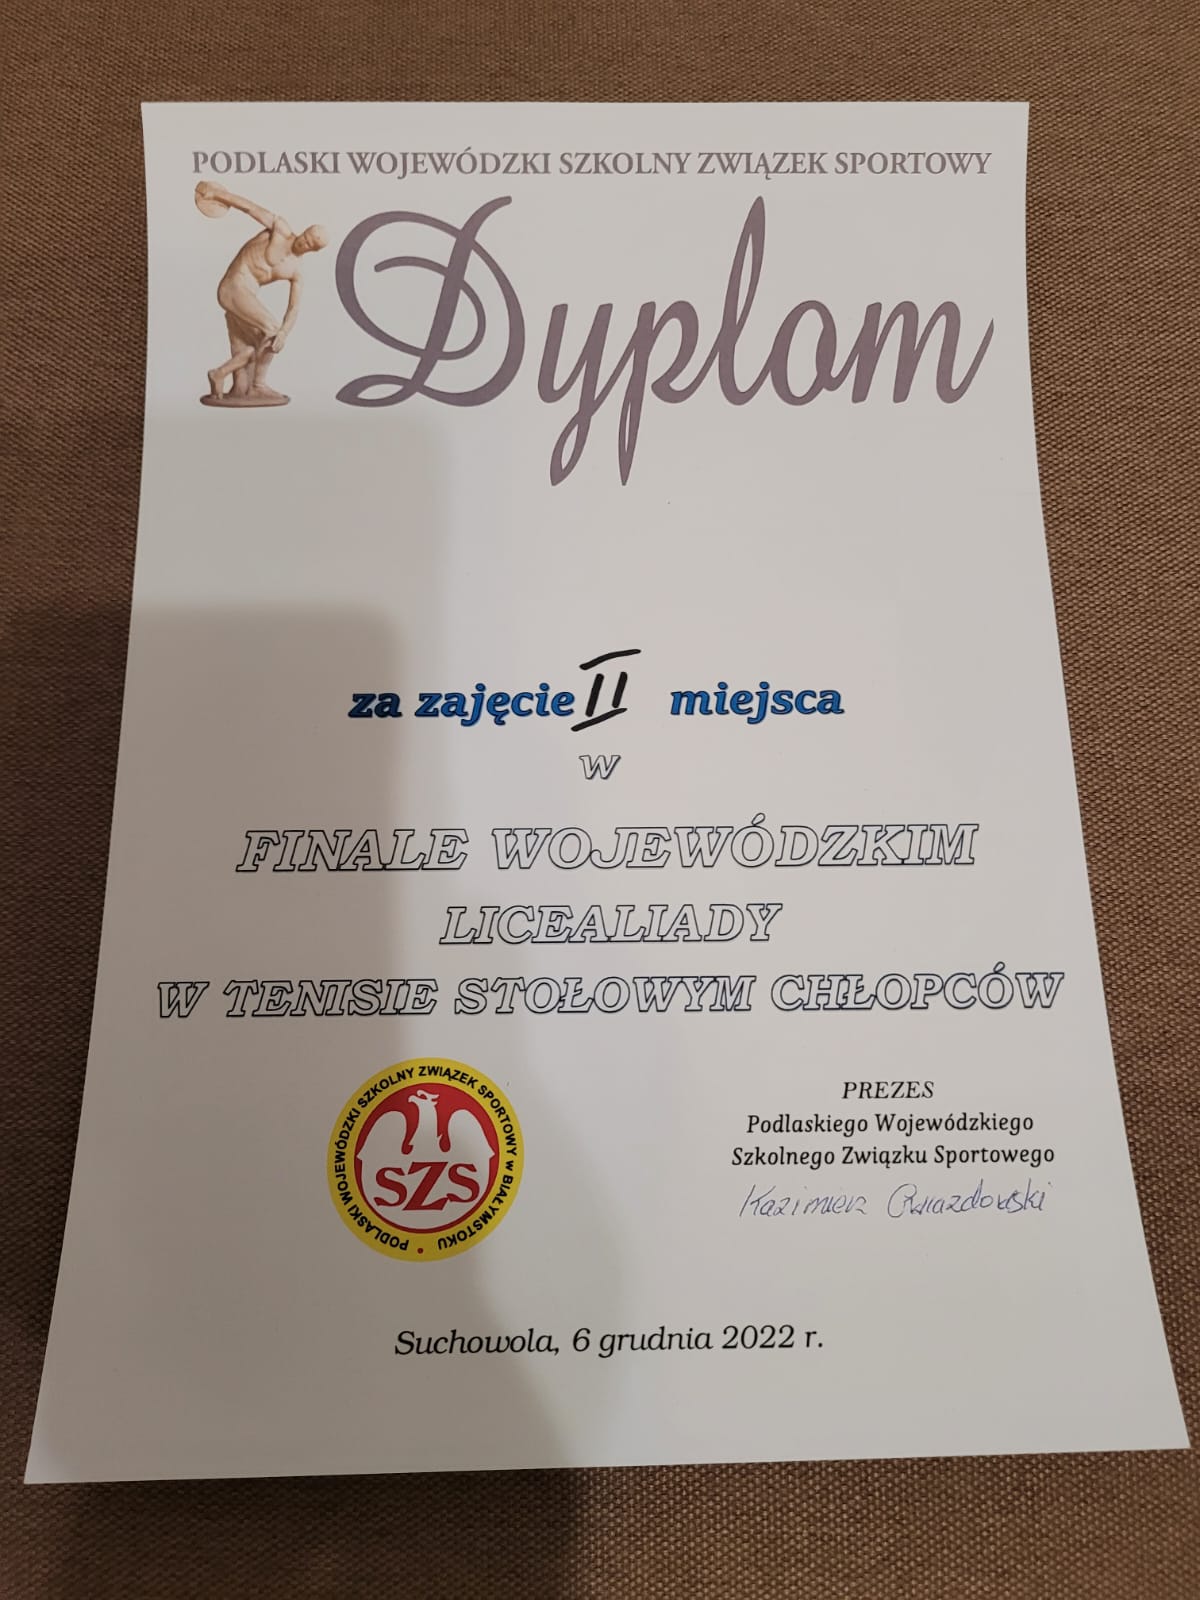 PODLASKI WOJEWÓDZKI SZKOLNY ZWIĄZEK SPORTOWY
Dyplom
za zajęcie II miejsca
w
FINALE WOJEWÓDZKIM
LICEALIADY
W TENISIE STOŁOWYM CHŁOPCÓW
PODLASKI WOJEWÓDZKI SZKOLNY ZWIĄZEK SPORTOWY w BIAŁYMSTOKU
SZS
PREZES
Podlaskiego Wojewódzkiego
Szkolnego Związku Sportowego
Kazimierz Gwiazdowski
Suchowola, 6 grudnia 2022 r.